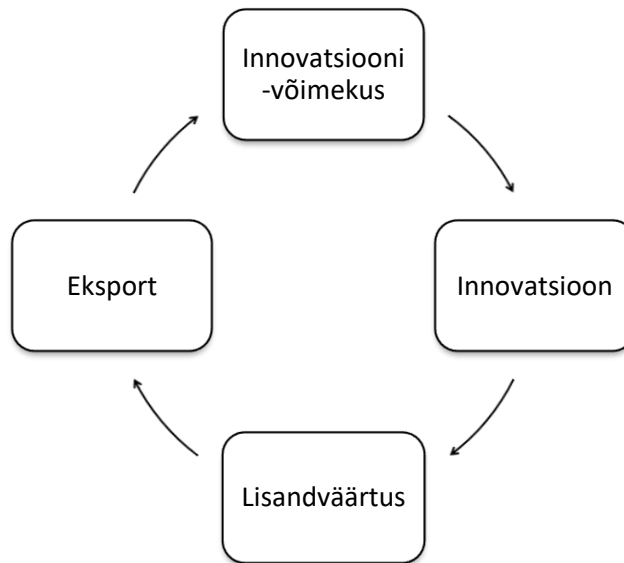 Innovatsiooni
-võimekus
Eksport
Innovatsioon
Lisandväärtus